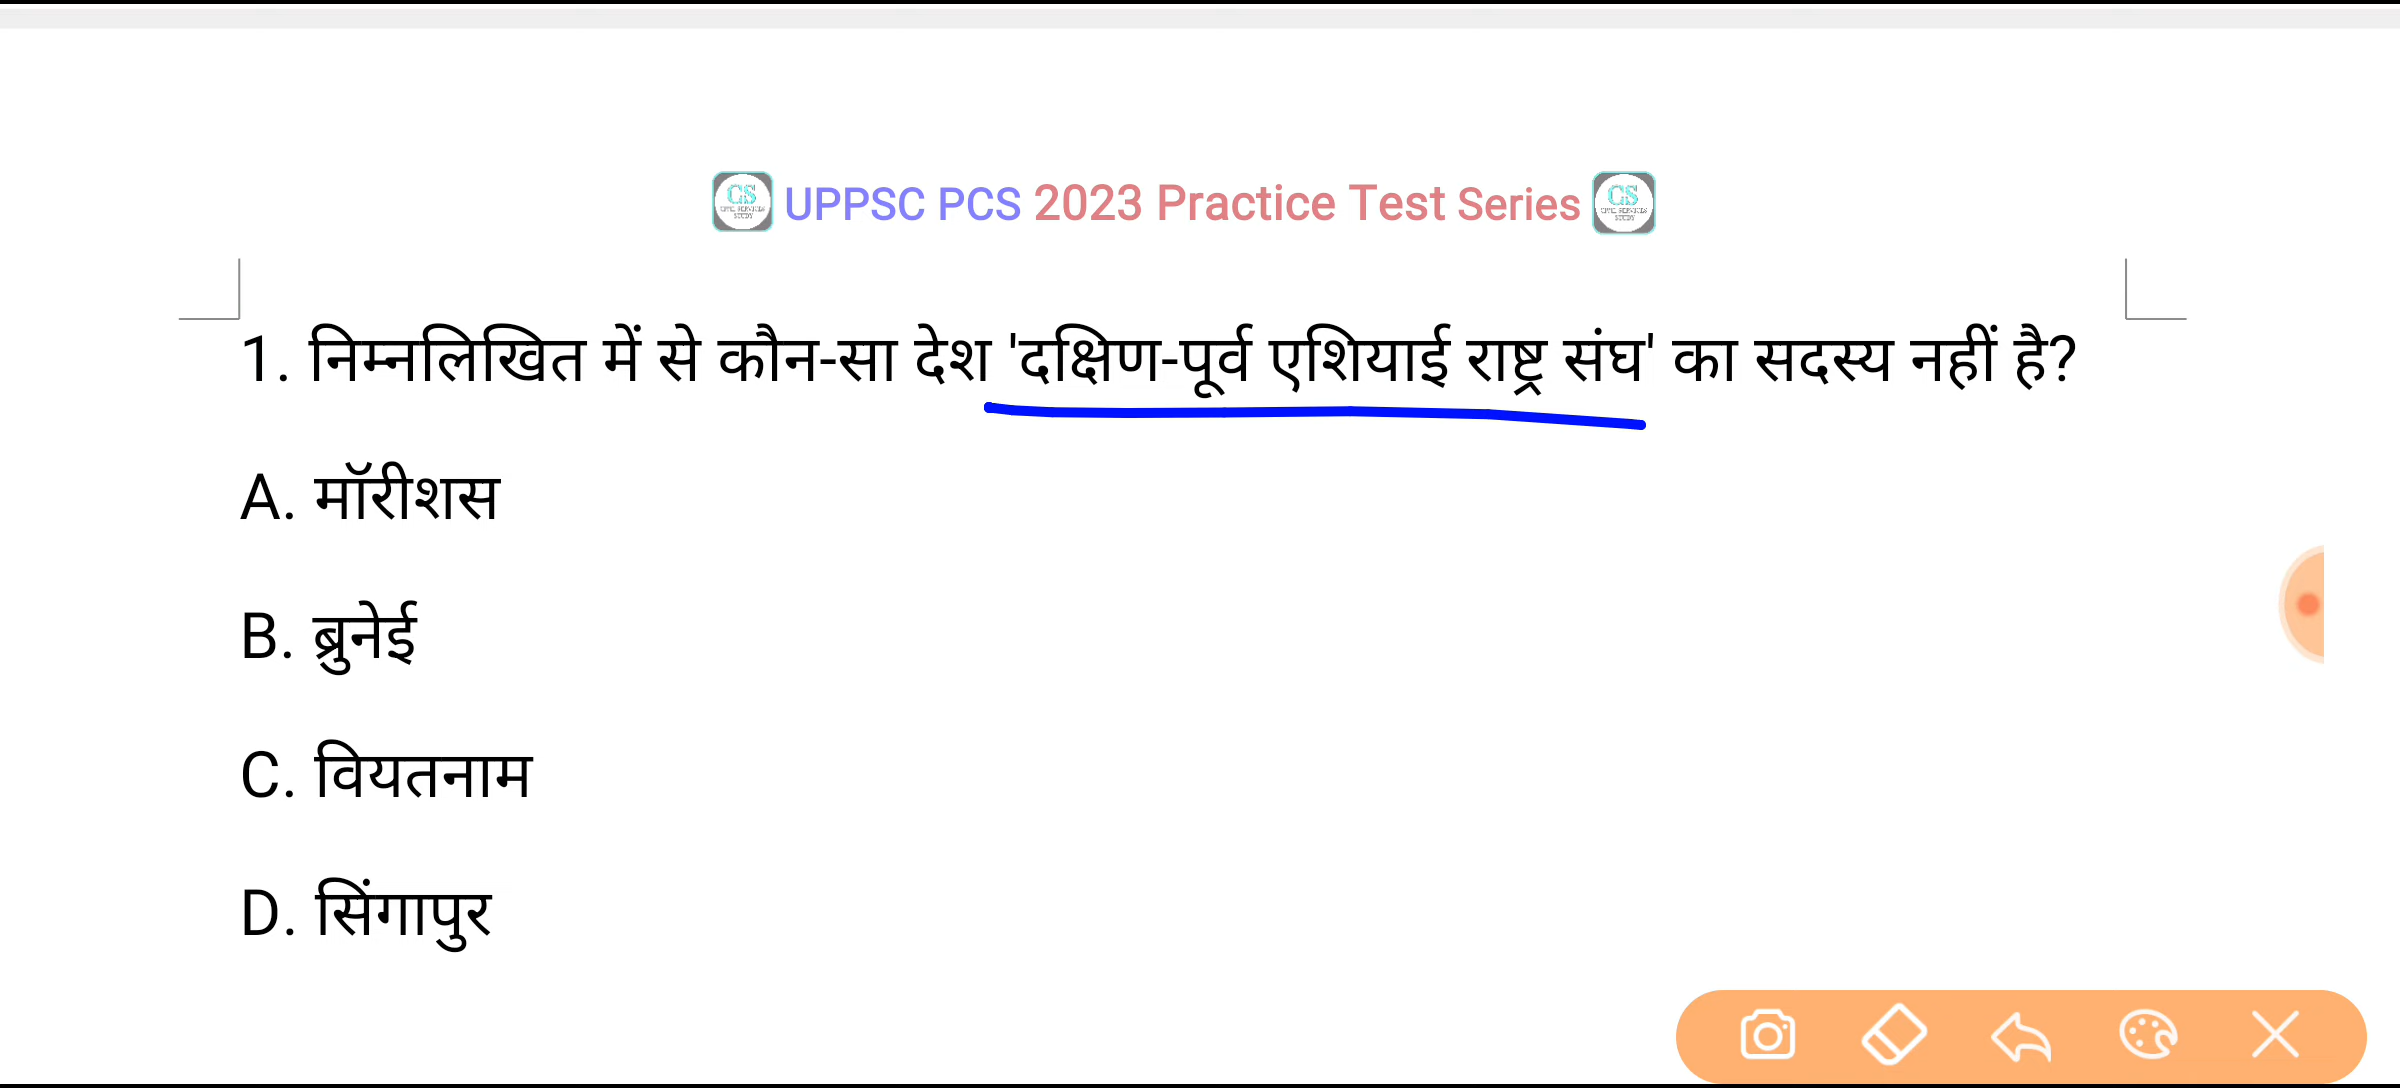 UPPSC PCS 2023 Practice Test Series
1. निम्नलिखित में से कौन-सा देश 'दक्षिण-पूर्व एशियाई राष्ट्र संघ' का सदस्य नहीं है?
A. मॉरीशस
B. ब्रुनेई
C. वियतनाम
D. सिंगापुर